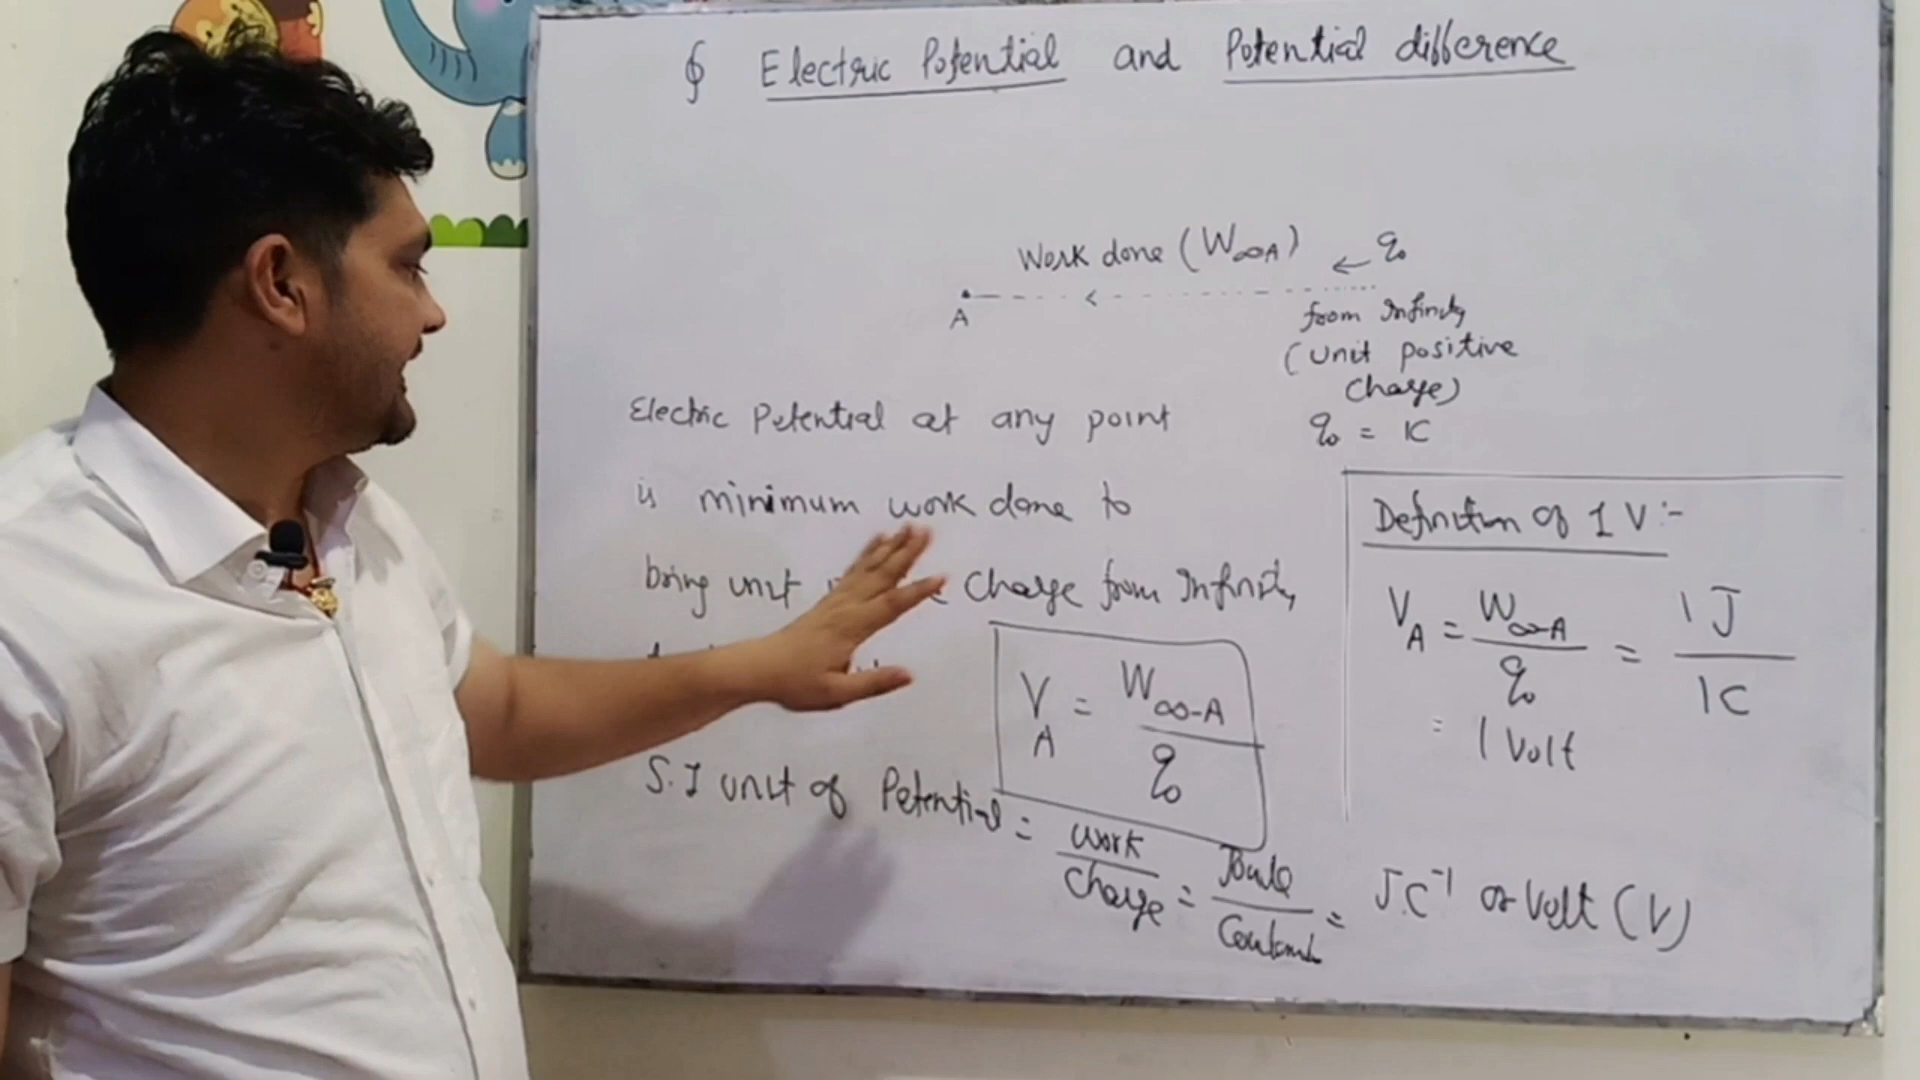 § Electric Potential and Potential difference
Work done (W∞A) ← q₀
A
from Infinity
(unit positive
charge)
q₀ = 1C
Electric Potential at any point
is minimum work done to
bring unit charge from Infinity
V_A = W∞-A / q₀
S.I unit of Potential = Work / Charge = Joule / Coulomb = J.C⁻¹ or Volt (V)
Definition of 1 V :-
V_A = W∞-A / q₀ = 1 J / 1C
= 1 Volt